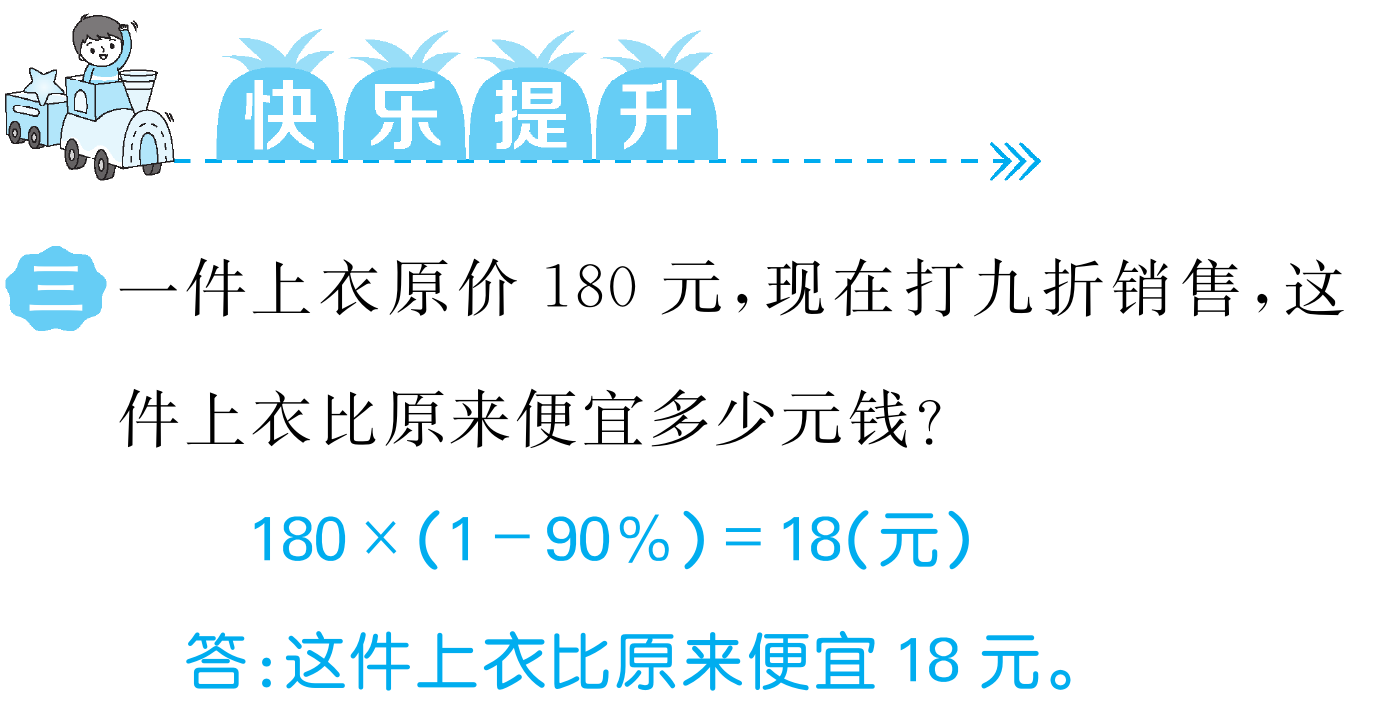 快乐提升
三 一件上衣原价 180 元,现在打九折销售,这
件上衣比原来便宜多少元钱?
180×(1-90%)=18(元)
答:这件上衣比原来便宜 18 元。